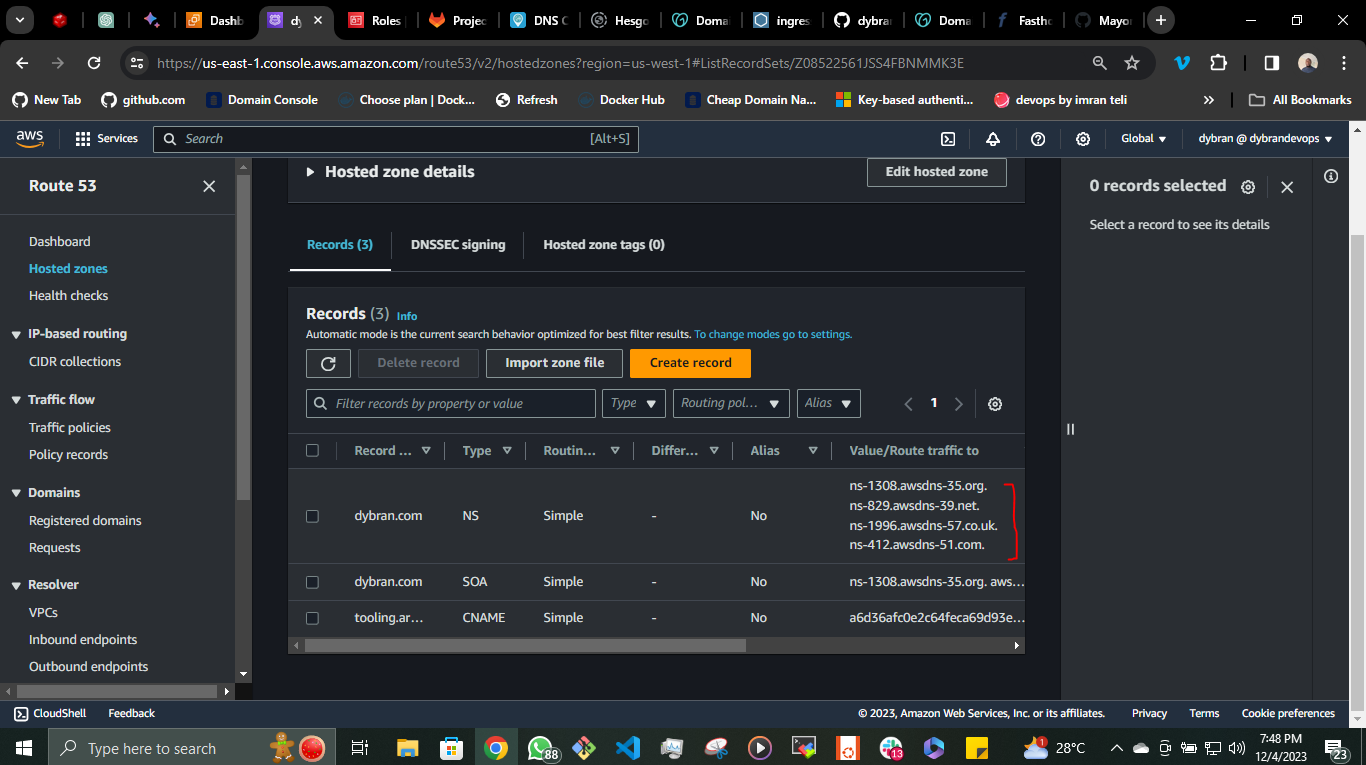 Dashb
dy
Roles
Projec
DNS C
Hesgo
Doma
ingres
dybra
Doma
Fasth
Mayo
https://us-east-1.console.aws.amazon.com/route53/v2/hostedzones?region=us-west-1#ListRecordSets/Z08522561JSS4FBNMMK3E
New Tab
github.com
Domain Console
Choose plan | Dock...
Refresh
Docker Hub
Cheap Domain Na...
Key-based authenti...
devops by imran teli
All Bookmarks
aws
Services
Search
[Alt+S]
Global
dybran @ dybrandevops
Route 53
Dashboard
Hosted zones
Health checks
IP-based routing
CIDR collections
Traffic flow
Traffic policies
Policy records
Domains
Registered domains
Requests
Resolver
VPCs
Inbound endpoints
Outbound endpoints
Hosted zone details
Edit hosted zone
Records (3)
DNSSEC signing
Hosted zone tags (0)
Records (3) Info
Automatic mode is the current search behavior optimized for best filter results. To change modes go to settings.
Delete record
Import zone file
Create record
Filter records by property or value
Type
Routing pol...
Alias
1
Record ...
Type
Routin...
Differ...
Alias
Value/Route traffic to
dybran.com
NS
Simple
-
No
ns-1308.awsdns-35.org.
ns-829.awsdns-39.net.
ns-1996.awsdns-57.co.uk.
ns-412.awsdns-51.com.
dybran.com
SOA
Simple
-
No
ns-1308.awsdns-35.org. aws...
tooling.ar...
CNAME
Simple
-
No
a6d36afc0e2c64feca69d93e...
0 records selected
Select a record to see its details
CloudShell
Feedback
© 2023, Amazon Web Services, Inc. or its affiliates.
Privacy
Terms
Cookie preferences
Type here to search
88
13
1
28°C
7:48 PM
12/4/2023
23